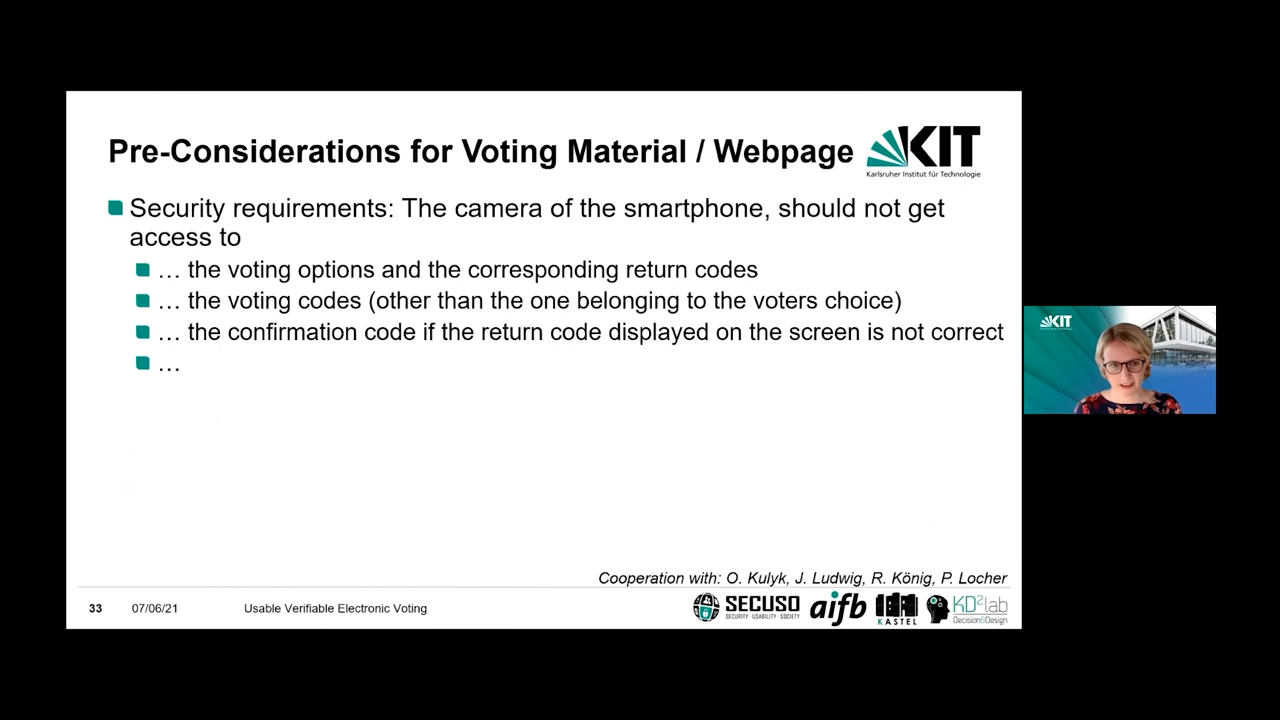 Pre-Considerations for Voting Material / Webpage
KIT
Karlsruher Institut für Technologie
Security requirements: The camera of the smartphone, should not get
access to
… the voting options and the corresponding return codes
… the voting codes (other than the one belonging to the voters choice)
… the confirmation code if the return code displayed on the screen is not correct
…
KIT
Cooperation with: O. Kulyk, J. Ludwig, R. König, P. Locher
33 07/06/21 Usable Verifiable Electronic Voting
SECUSO
SECURITY · USABILITY · SOCIETY
aifb
KASTEL
KD²lab
Decision&Design